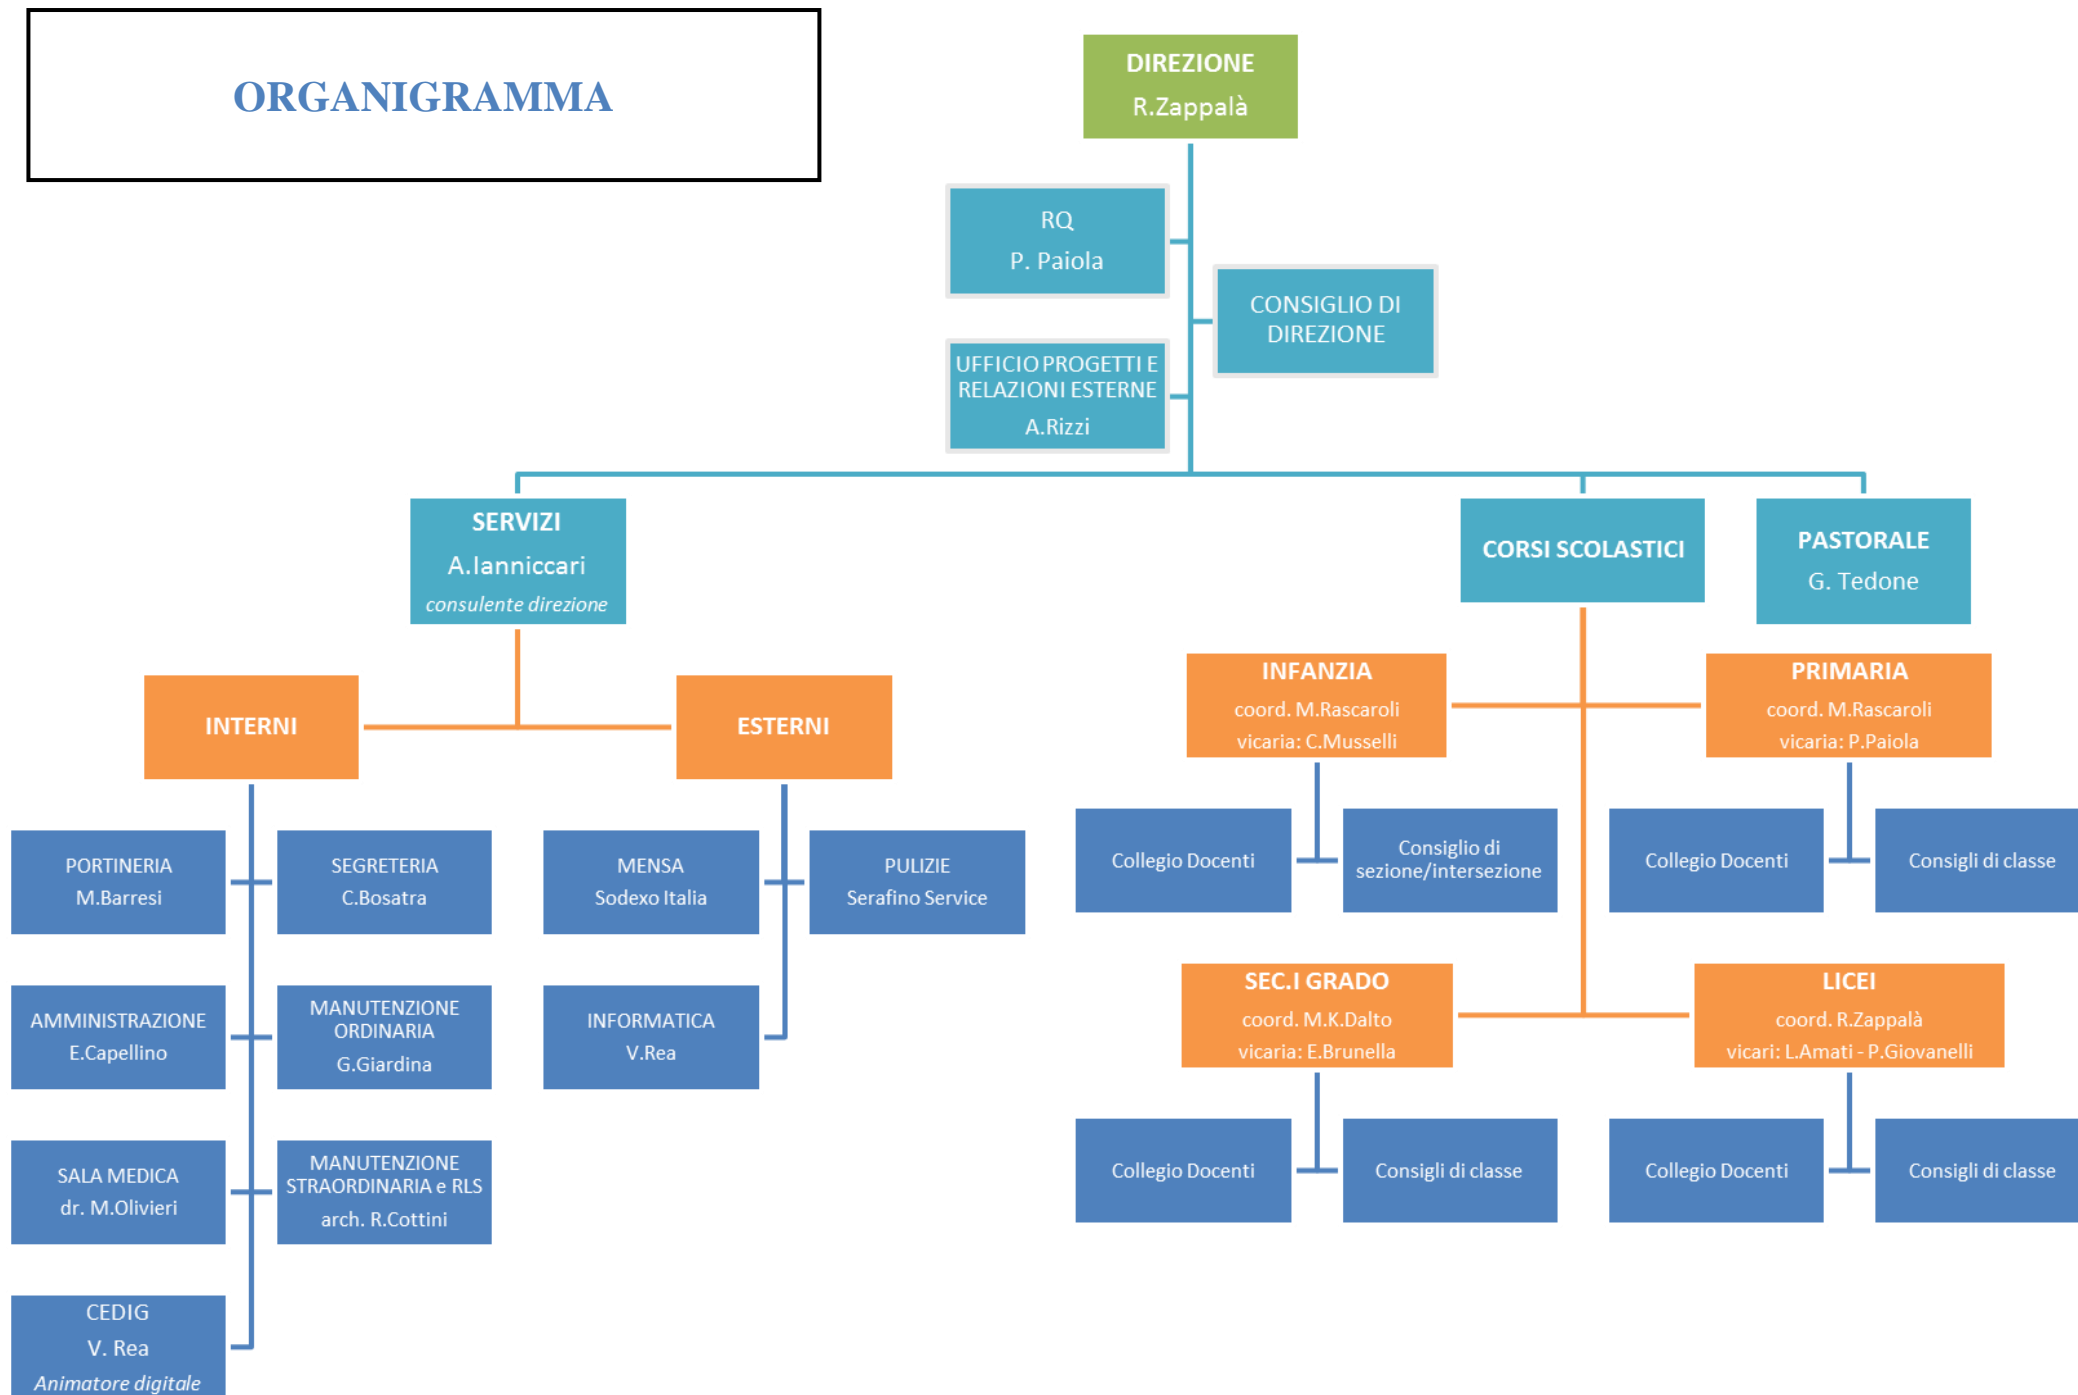 ORGANIGRAMMA
DIREZIONE
R.Zappalà
RQ
P. Paiola
CONSIGLIO DI
DIREZIONE
UFFICIO PROGETTI E
RELAZIONI ESTERNE
A.Rizzi
SERVIZI
A.Ianniccari
consulente direzione
CORSI SCOLASTICI
PASTORALE
G. Tedone
INTERNI
ESTERNI
PORTINERIA
M.Barresi
SEGRETERIA
C.Bosatra
AMMINISTRAZIONE
E.Capellino
MANUTENZIONE
ORDINARIA
G.Giardina
SALA MEDICA
dr. M.Olivieri
MANUTENZIONE
STRAORDINARIA e RLS
arch. R.Cottini
CEDIG
V. Rea
Animatore digitale
MENSA
Sodexo Italia
PULIZIE
Serafino Service
INFORMATICA
V.Rea
INFANZIA
coord. M.Rascaroli
vicaria: C.Musselli
Collegio Docenti
Consiglio di
sezione/intersezione
PRIMARIA
coord. M.Rascaroli
vicaria: P.Paiola
Collegio Docenti
Consigli di classe
SEC.I GRADO
coord. M.K.Dalto
vicaria: E.Brunella
Collegio Docenti
Consigli di classe
LICEI
coord. R.Zappalà
vicari: L.Amati - P.Giovanelli
Collegio Docenti
Consigli di classe